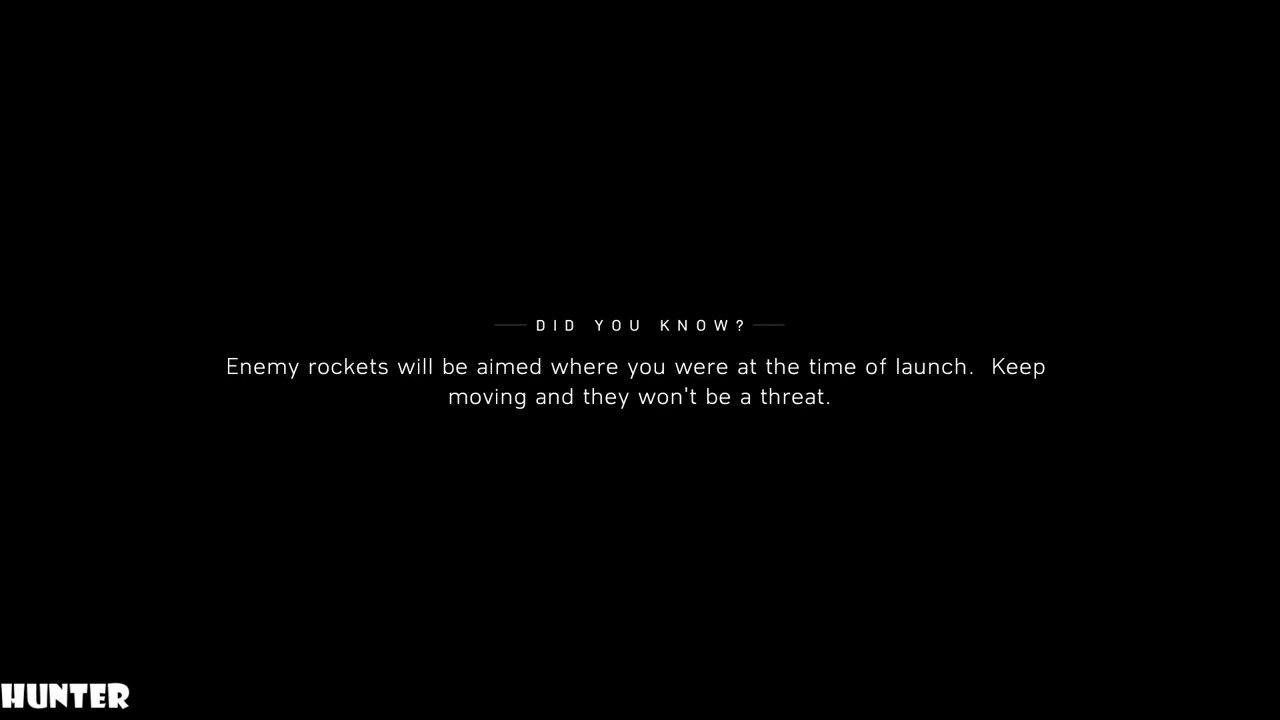 DID YOU KNOW?
Enemy rockets will be aimed where you were at the time of launch.  Keep
moving and they won't be a threat.
HUNTER